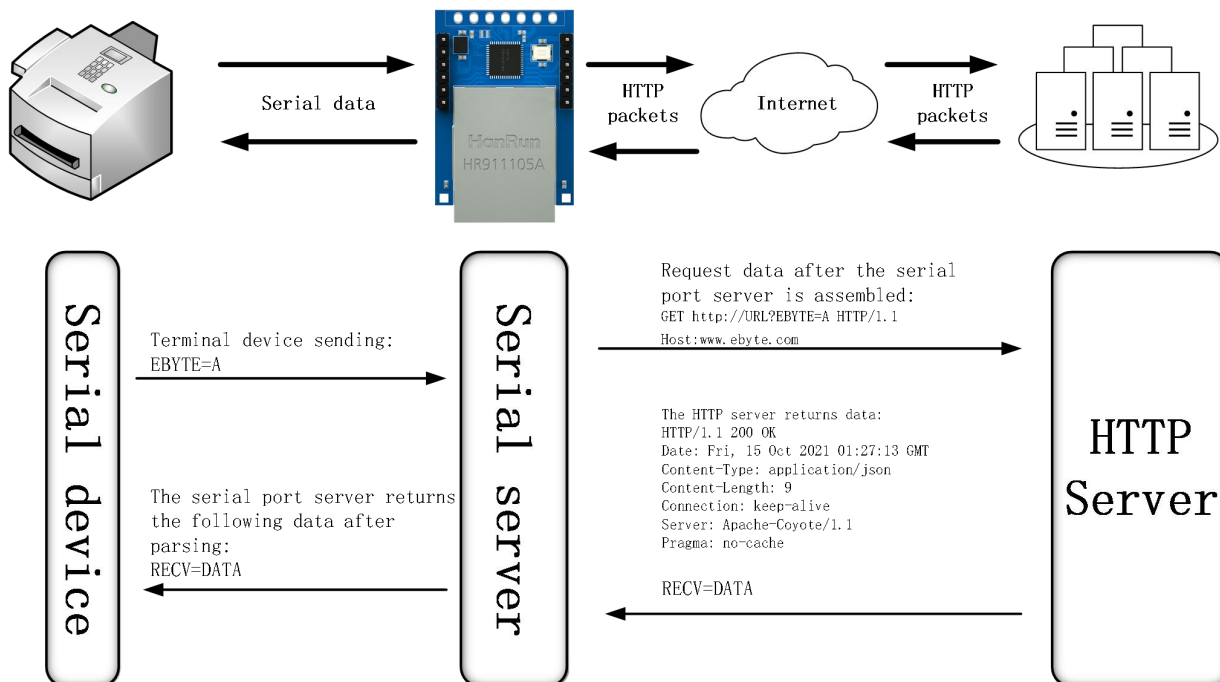 Serial data
HanRun
HR911105A
HTTP
packets
Internet
HTTP
packets
Serial device
Terminal device sending:
EBYTE=A
The serial port server returns
the following data after
parsing:
RECV=DATA
Serial server
Request data after the serial
port server is assembled:
GET http://URL?EBYTE=A HTTP/1.1
Host:www.ebyte.com
The HTTP server returns data:
HTTP/1.1 200 OK
Date: Fri, 15 Oct 2021 01:27:13 GMT
Content-Type: application/json
Content-Length: 9
Connection: keep-alive
Server: Apache-Coyote/1.1
Pragma: no-cache
RECV=DATA
HTTP
Server